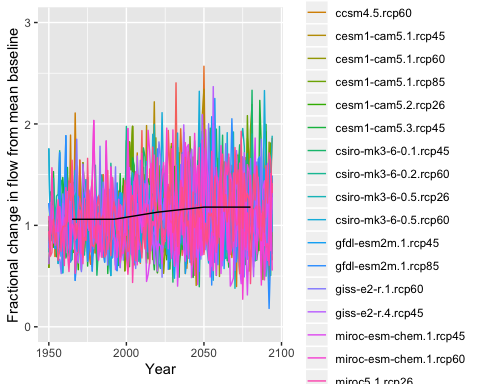 Fractional change in flow from mean baseline
3
2
1
0
1950
2000
2050
2100
Year
ccsm4.5.rcp60
cesm1-cam5.1.rcp45
cesm1-cam5.1.rcp60
cesm1-cam5.1.rcp85
cesm1-cam5.2.rcp26
cesm1-cam5.3.rcp45
csiro-mk3-6-0.1.rcp45
csiro-mk3-6-0.2.rcp60
csiro-mk3-6-0.5.rcp26
csiro-mk3-6-0.5.rcp60
gfdl-esm2m.1.rcp45
gfdl-esm2m.1.rcp85
giss-e2-r.1.rcp60
giss-e2-r.4.rcp45
miroc-esm-chem.1.rcp45
miroc-esm-chem.1.rcp60
miroc5.1.rcp26